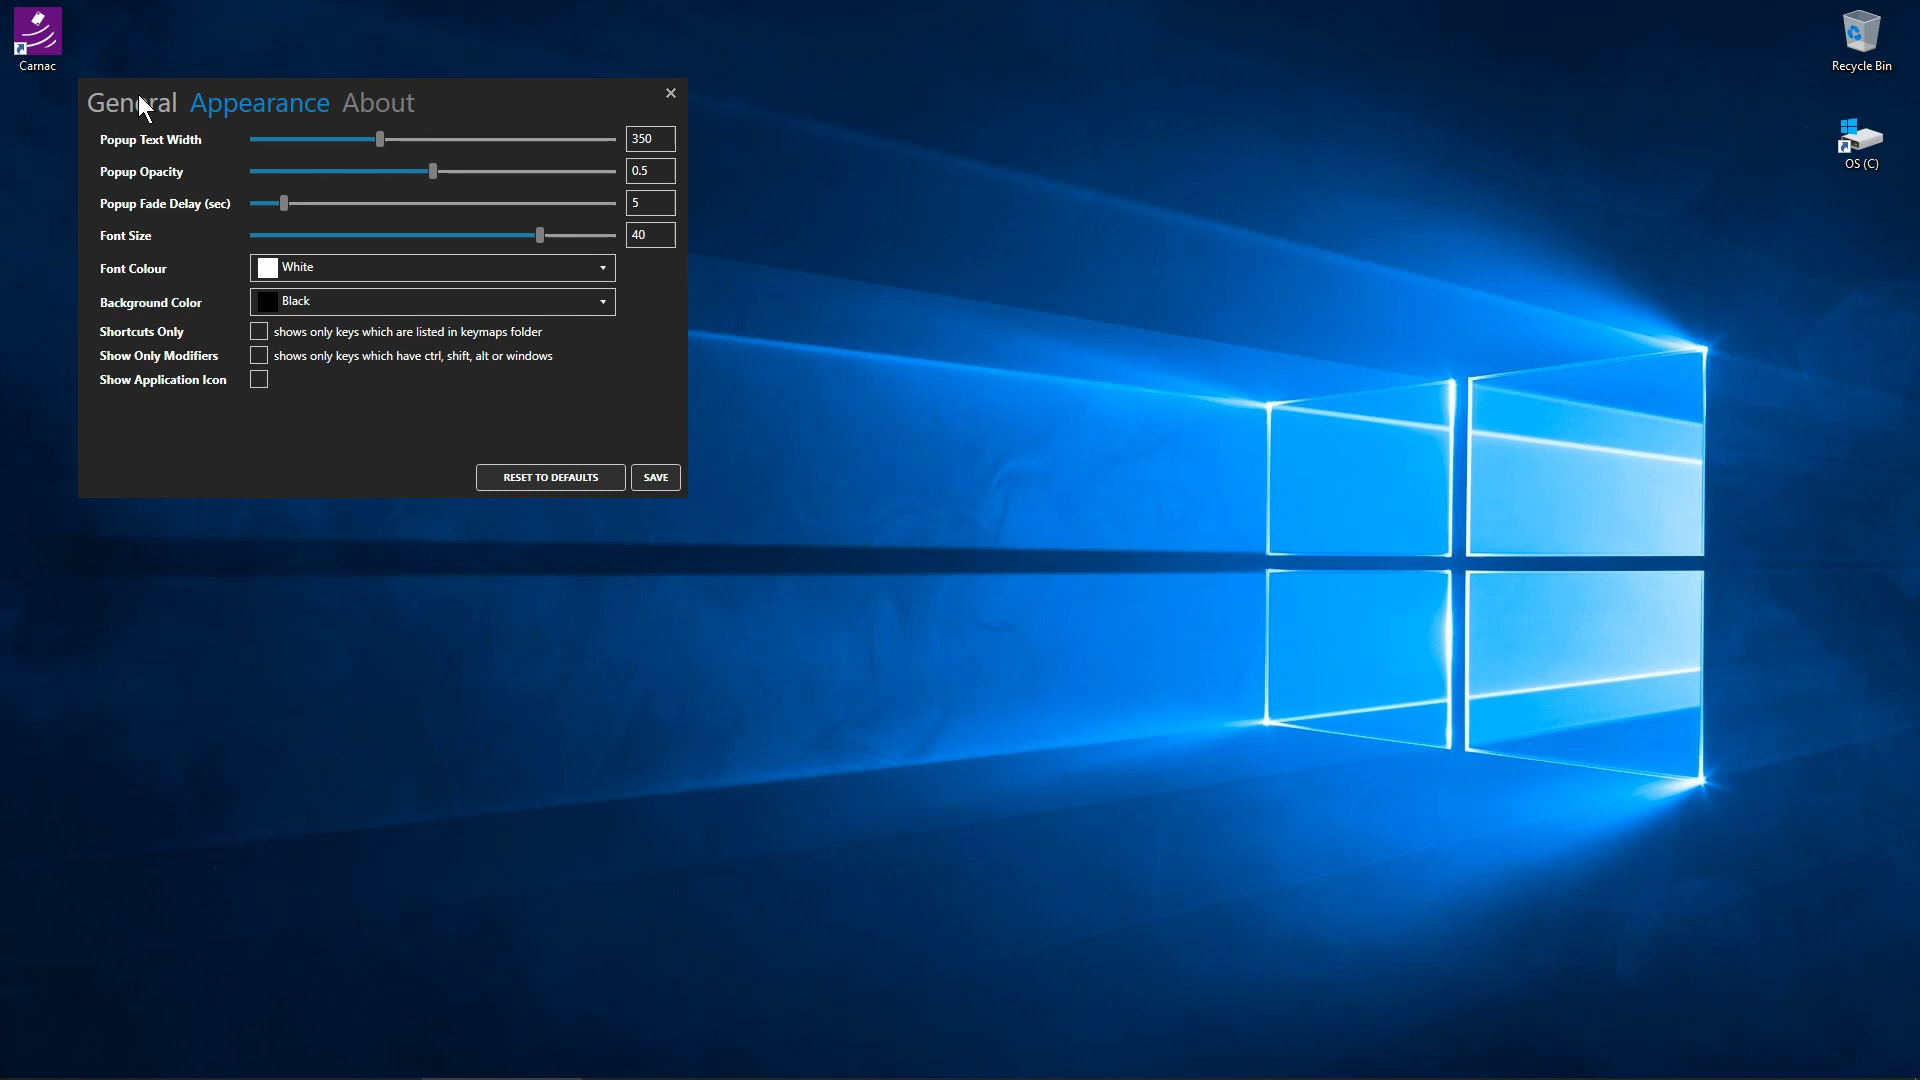 Carnac
Recycle Bin
OS (C)
General Appearance About
Popup Text Width 350
Popup Opacity 0.5
Popup Fade Delay (sec) 5
Font Size 40
Font Colour White
Background Color Black
Shortcuts Only shows only keys which are listed in keymaps folder
Show Only Modifiers shows only keys which have ctrl, shift, alt or windows
Show Application Icon
RESET TO DEFAULTS SAVE